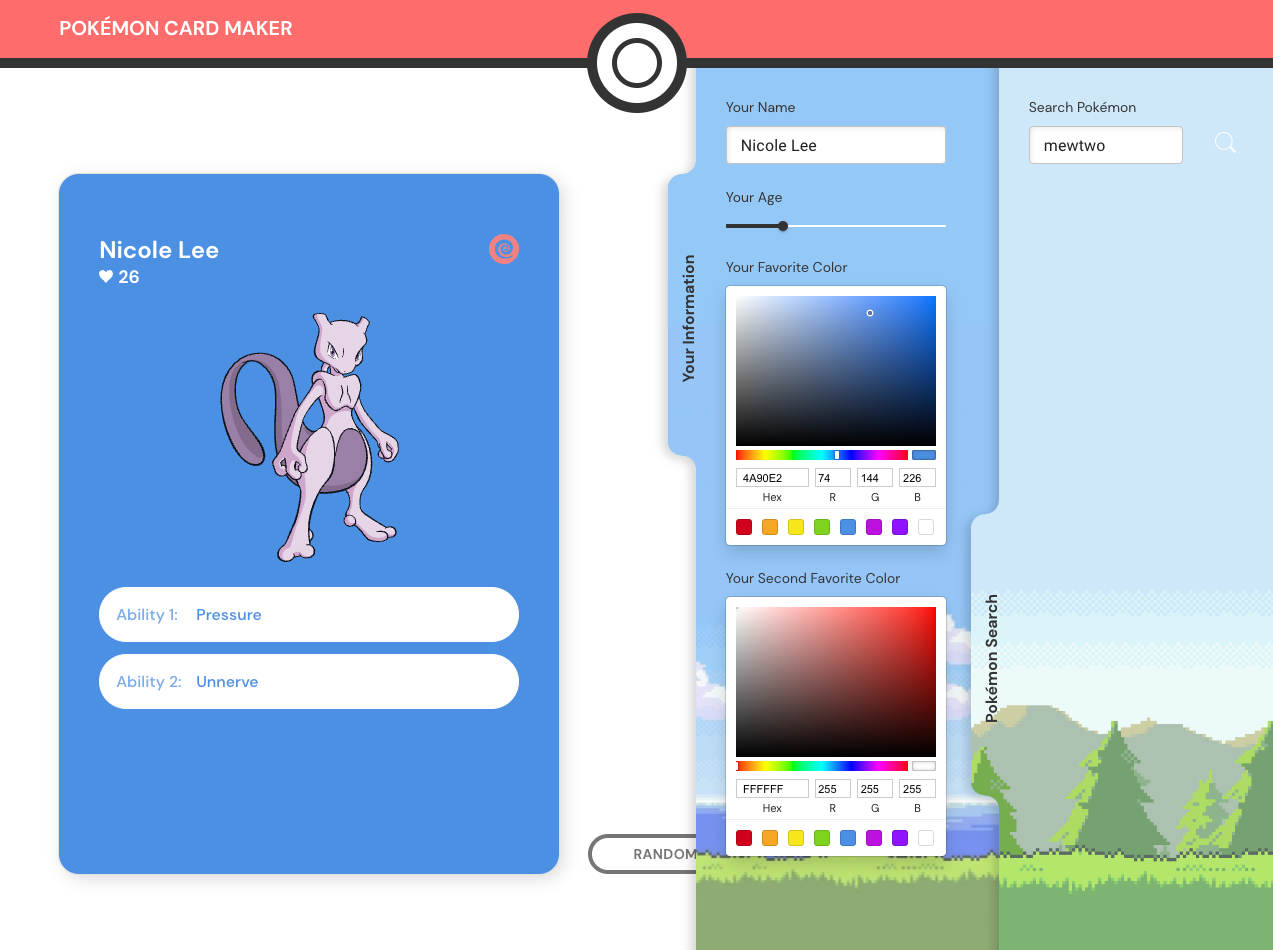 POKÉMON CARD MAKER
Nicole Lee
26
Ability 1: Pressure
Ability 2: Unnerve
RANDOM
Your Information
Your Name
Nicole Lee
Your Age
Your Favorite Color
4A90E2 74 144 226
Hex R G B
Your Second Favorite Color
FFFFFF 255 255 255
Hex R G B
Pokémon Search
Search Pokémon
mewtwo